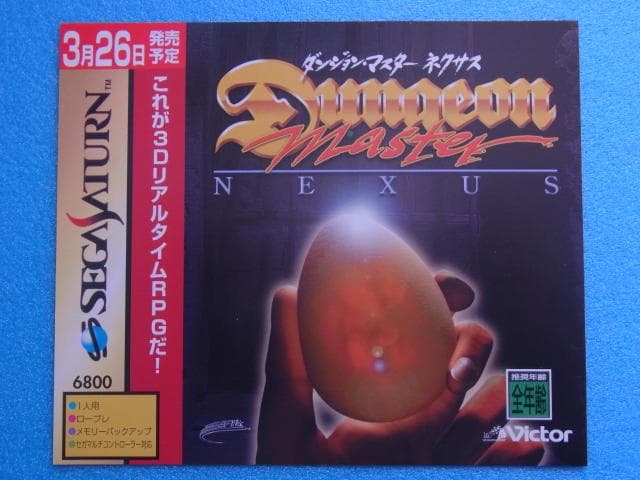 3月26日 発売予定
これが3DリアルタイムRPGだ!
SEGA SATURN™
6800
1人用
ロープレ
メモリーバックアップ
セガマルチコントローラー対応
ダンジョン・マスター ネクサス
Dungeon
Master
NEXUS
推奨年齢
全年齢
Victor